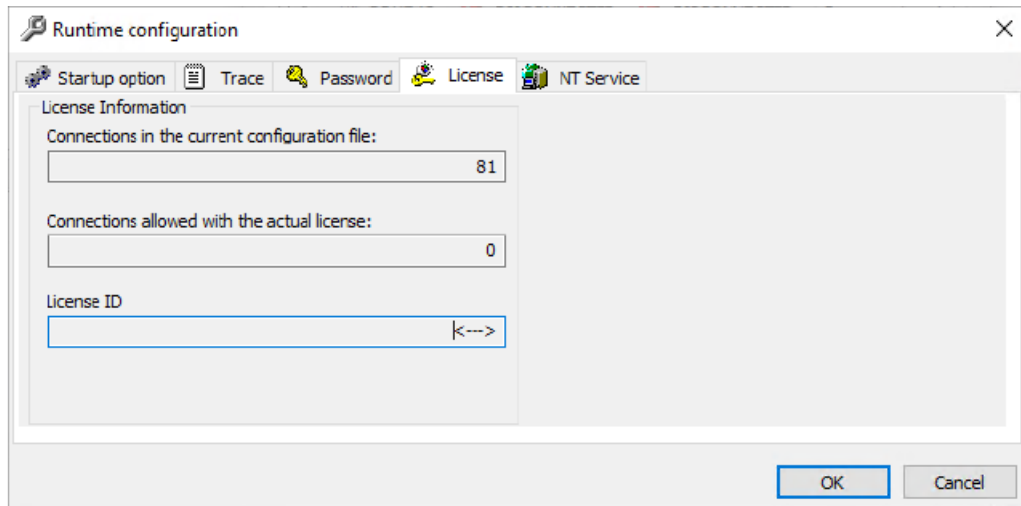 Runtime configuration
Startup option Trace Password License NT Service
License Information
Connections in the current configuration file:
81
Connections allowed with the actual license:
0
License ID
<--->
OK Cancel